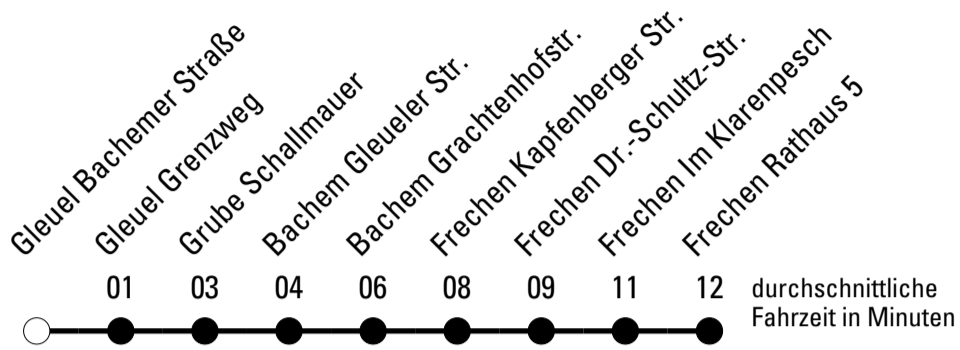 Gleuel Bachemer Straße
Gleuel Grenzweg
Grube Schallmauer
Bachem Gleueler Str.
Bachem Grachtenhofstr.
Frechen Kapfenberger Str.
Frechen Dr.-Schultz-Str.
Frechen Im Klarenpesch
Frechen Rathaus 5
01 03 04 06 08 09 11 12
durchschnittliche
Fahrzeit in Minuten